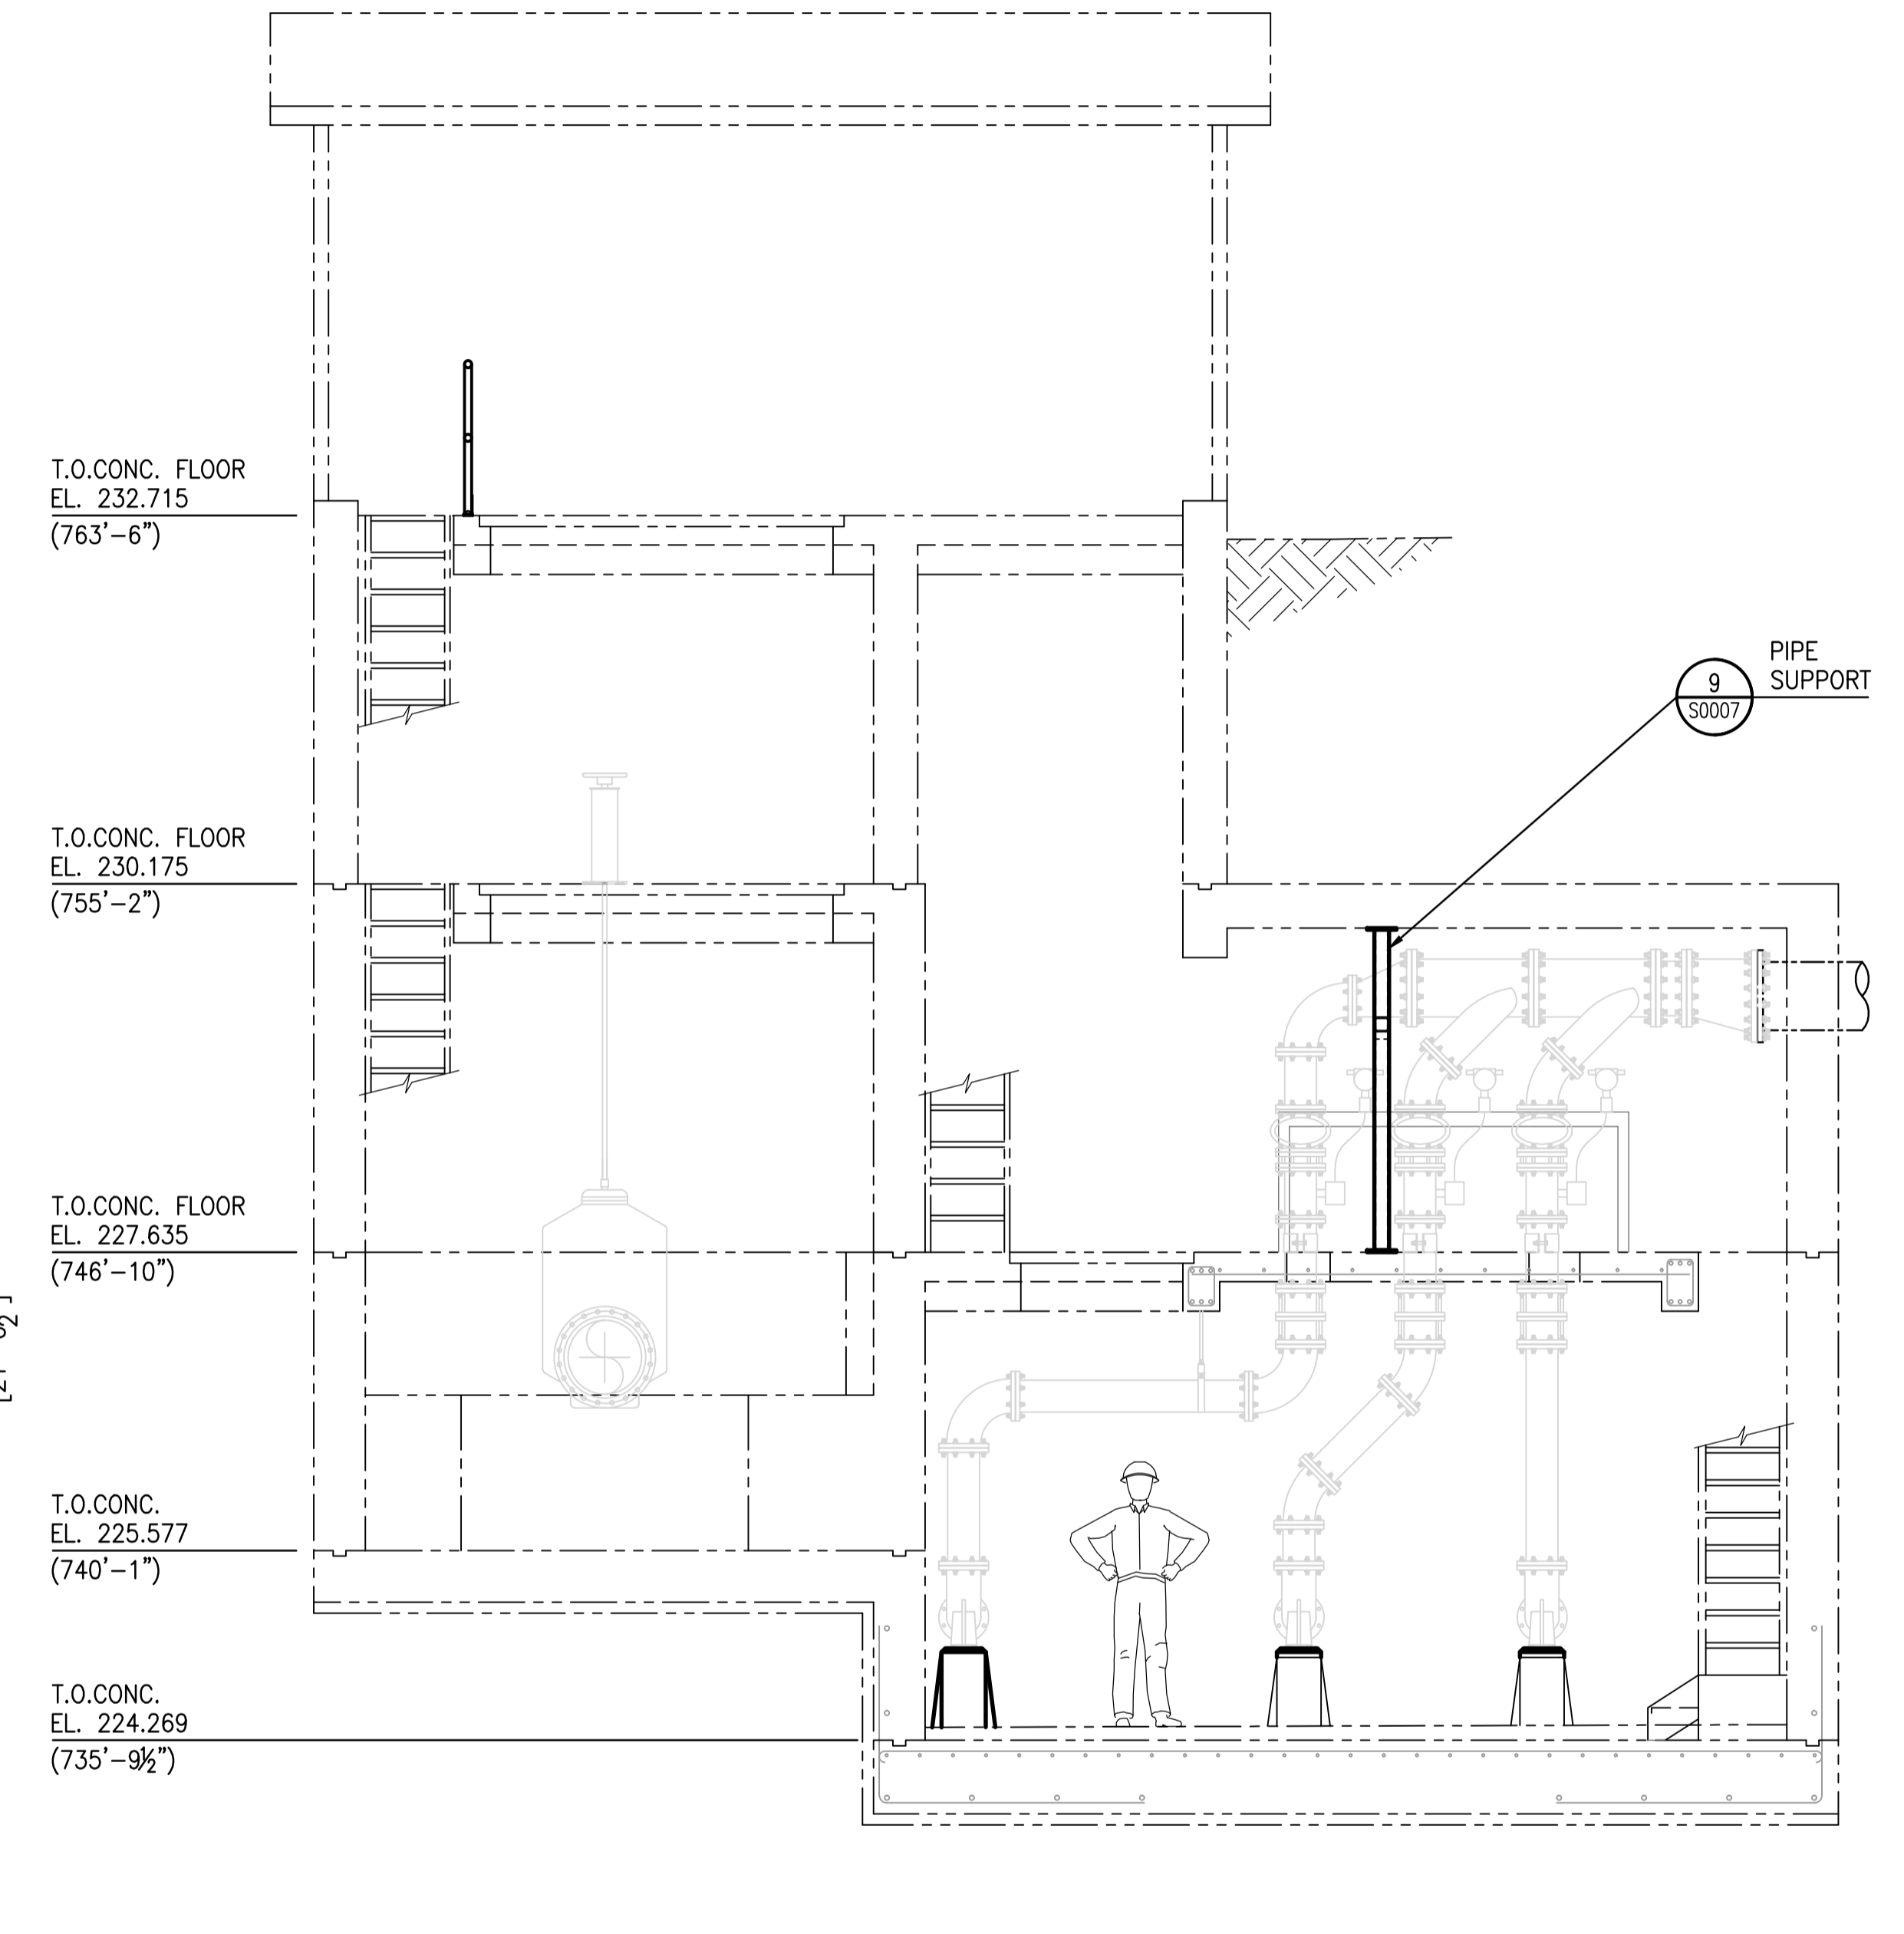 T.O.CONC. FLOOR
EL. 232.715
(763'-6")
PIPE
SUPPORT
9
S0007
T.O.CONC. FLOOR
EL. 230.175
(755'-2")
T.O.CONC. FLOOR
EL. 227.635
(746'-10")
T.O.CONC.
EL. 225.577
(740'-1")
T.O.CONC.
EL. 224.269
(735'-9½")